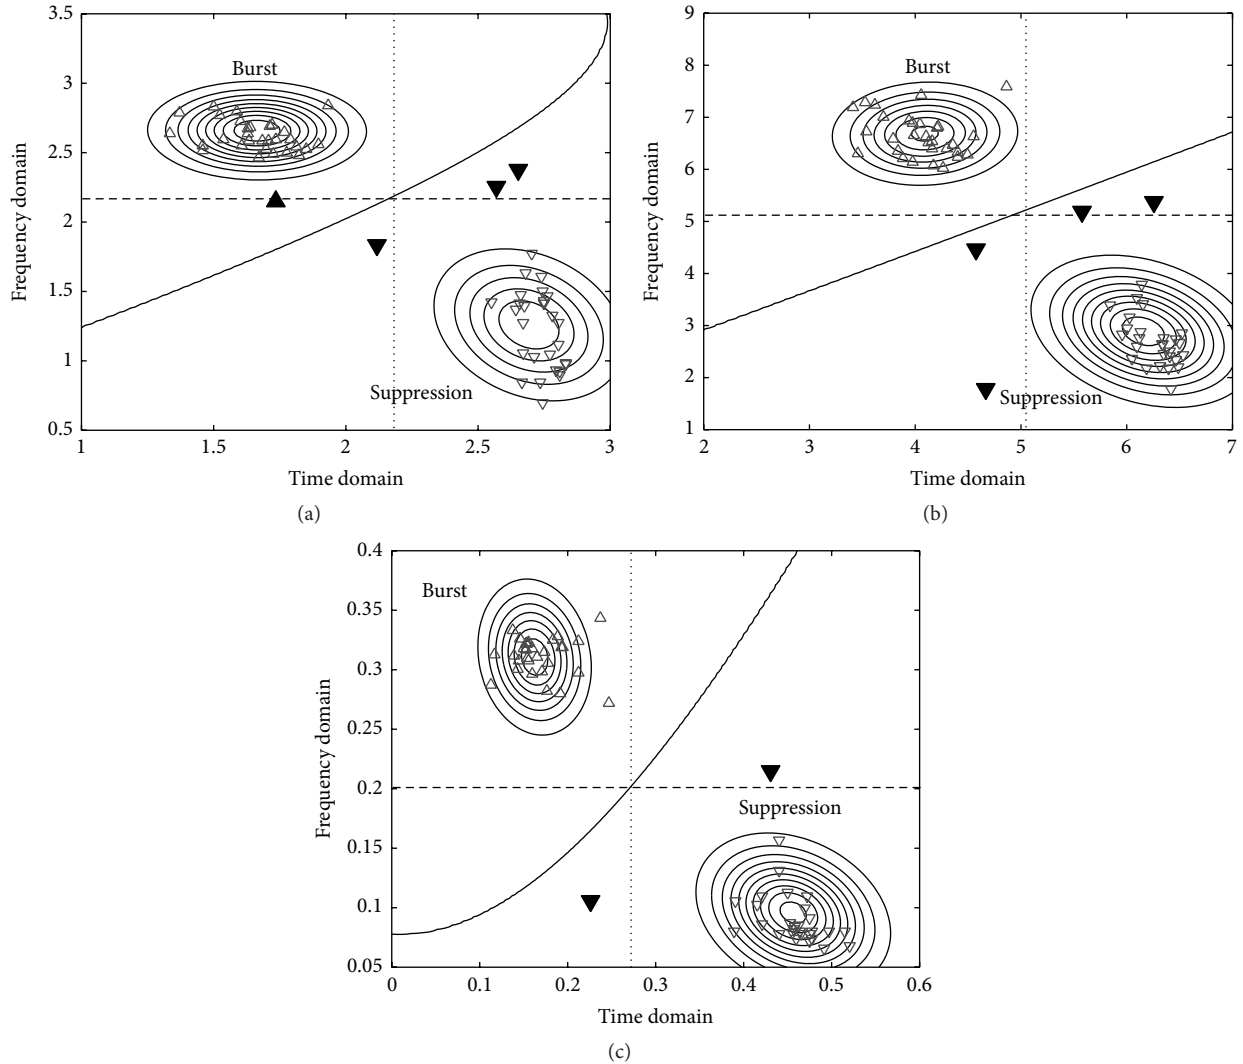 3.5
3
2.5
2
1.5
1
0.5
Frequency domain
Burst
Suppression
1
1.5
2
2.5
3
Time domain
(a)
9
8
7
6
5
4
3
2
1
Frequency domain
Burst
Suppression
2
3
4
5
6
7
Time domain
(b)
0.4
0.35
0.3
0.25
0.2
0.15
0.1
0.05
Frequency domain
Burst
Suppression
0
0.1
0.2
0.3
0.4
0.5
0.6
Time domain
(c)